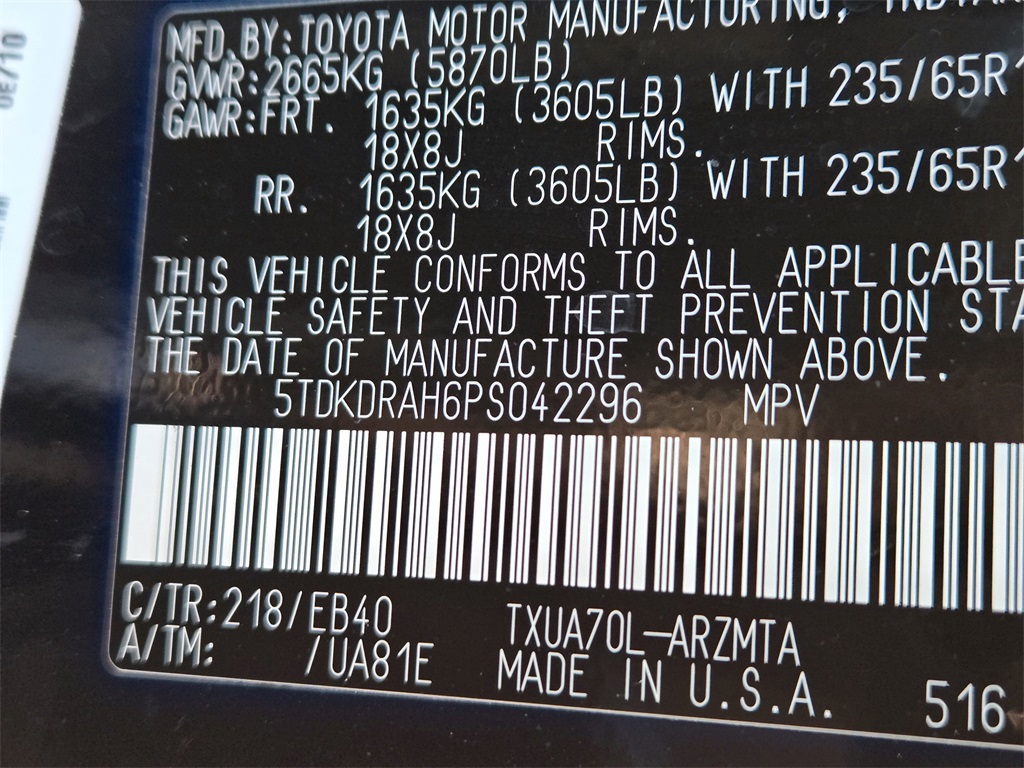 MFD.BY:TOYOTA MOTOR MANUFACTURING,
GVWR:2665KG (5870LB)
GAWR:FRT. 1635KG (3605LB) WITH 235/65R1
18X8J RIMS.
RR. 1635KG (3605LB) WITH 235/65R1
18X8J RIMS.
THIS VEHICLE CONFORMS TO ALL APPLICABLE
VEHICLE SAFETY AND THEFT PREVENTION STA
THE DATE OF MANUFACTURE SHOWN ABOVE.
5TDKDRAH6PS042296 MPV
C/TR:218/EB40 TXUA70L-ARZMTA
A/TM: /UA81E MADE IN U.S.A.
516